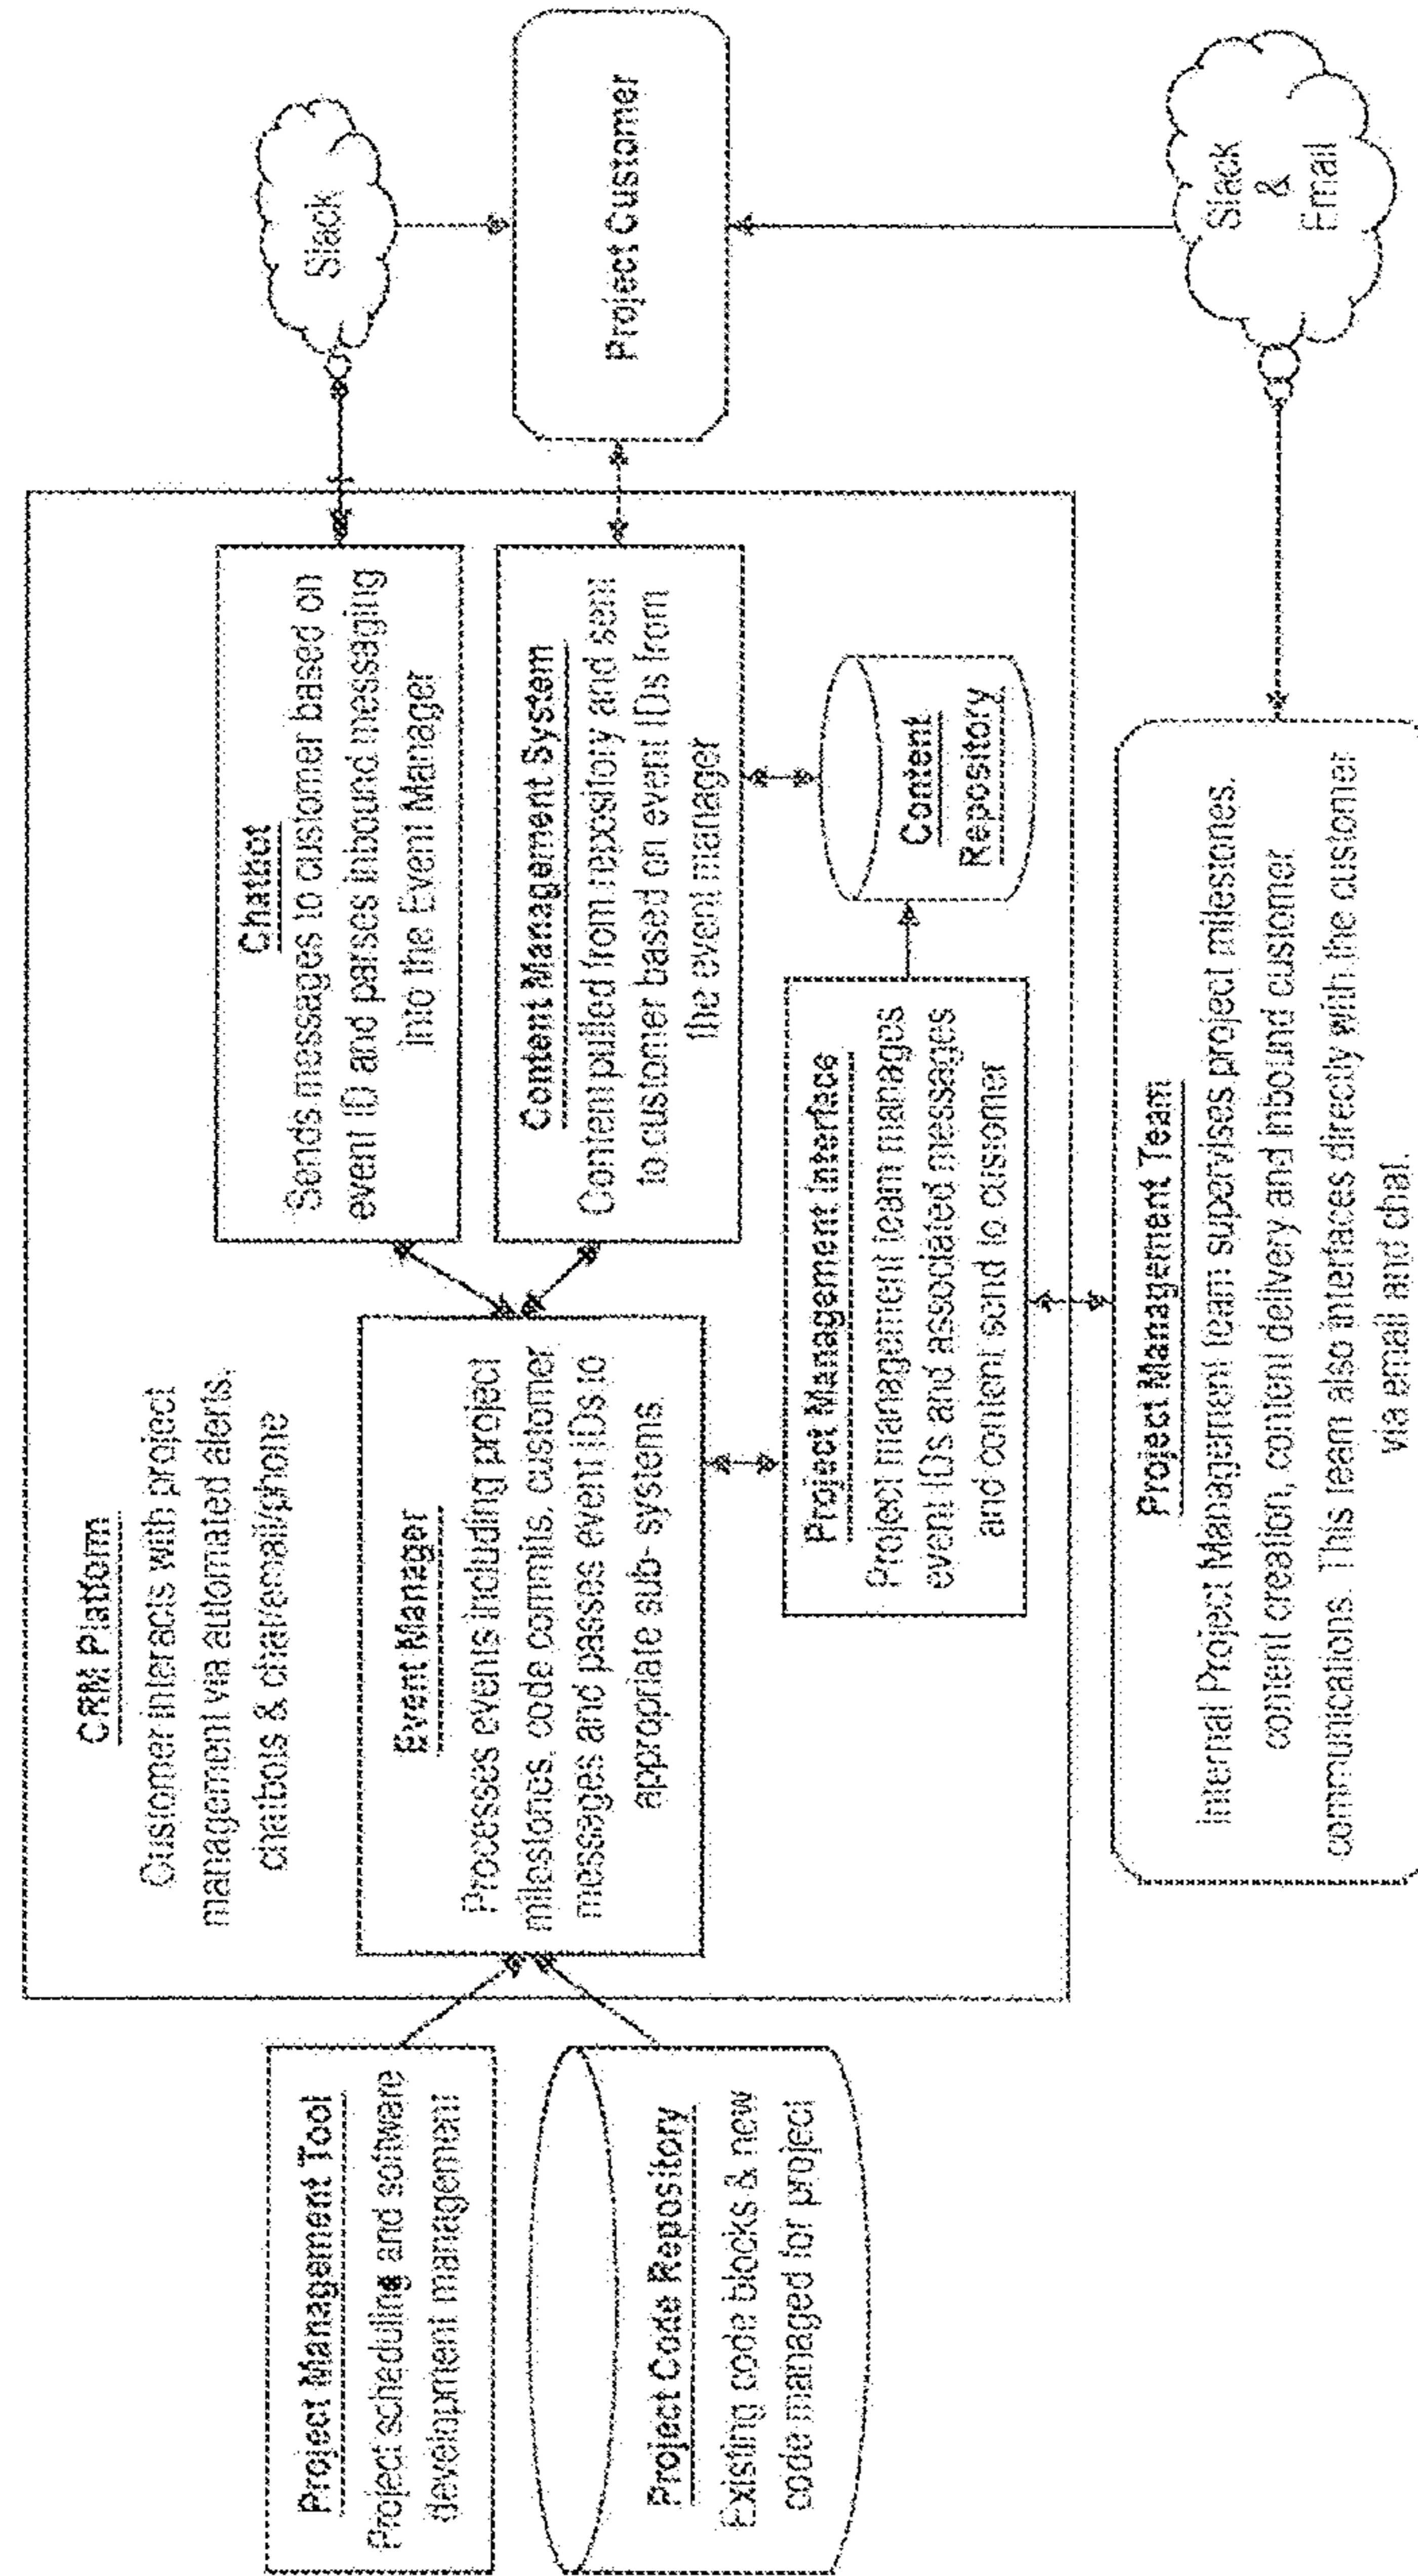 CRM Platform
Customer interacts with project
management via automated alerts,
chatbots & chat/email/phone
Project Management Tool
Project scheduling and software
development management
Project Code Repository
Existing code blocks & new
code managed for project
Event Manager
Processes events including project
milestones, code commits, customer
messeges and passes event IDs to
appropriate sub- systems.
Chatbot
Sends messages to customer based on
event ID and parses inbound messaging
into the Event Manager
Content Management System
Content pulled from repository and sent
to customer based on event IDs from
the event manager
Content
Repository
Project Management Interface
Project management team manages
event IDs and associated messages
and content send to customer
Project Management Team
Internal Project Management team supervises project milestones,
content creation, content delivery and inbound customer
communications. This team also interfaces directly with the customer
via email and chat.
Slack
Project Customer
Slack
&
Email